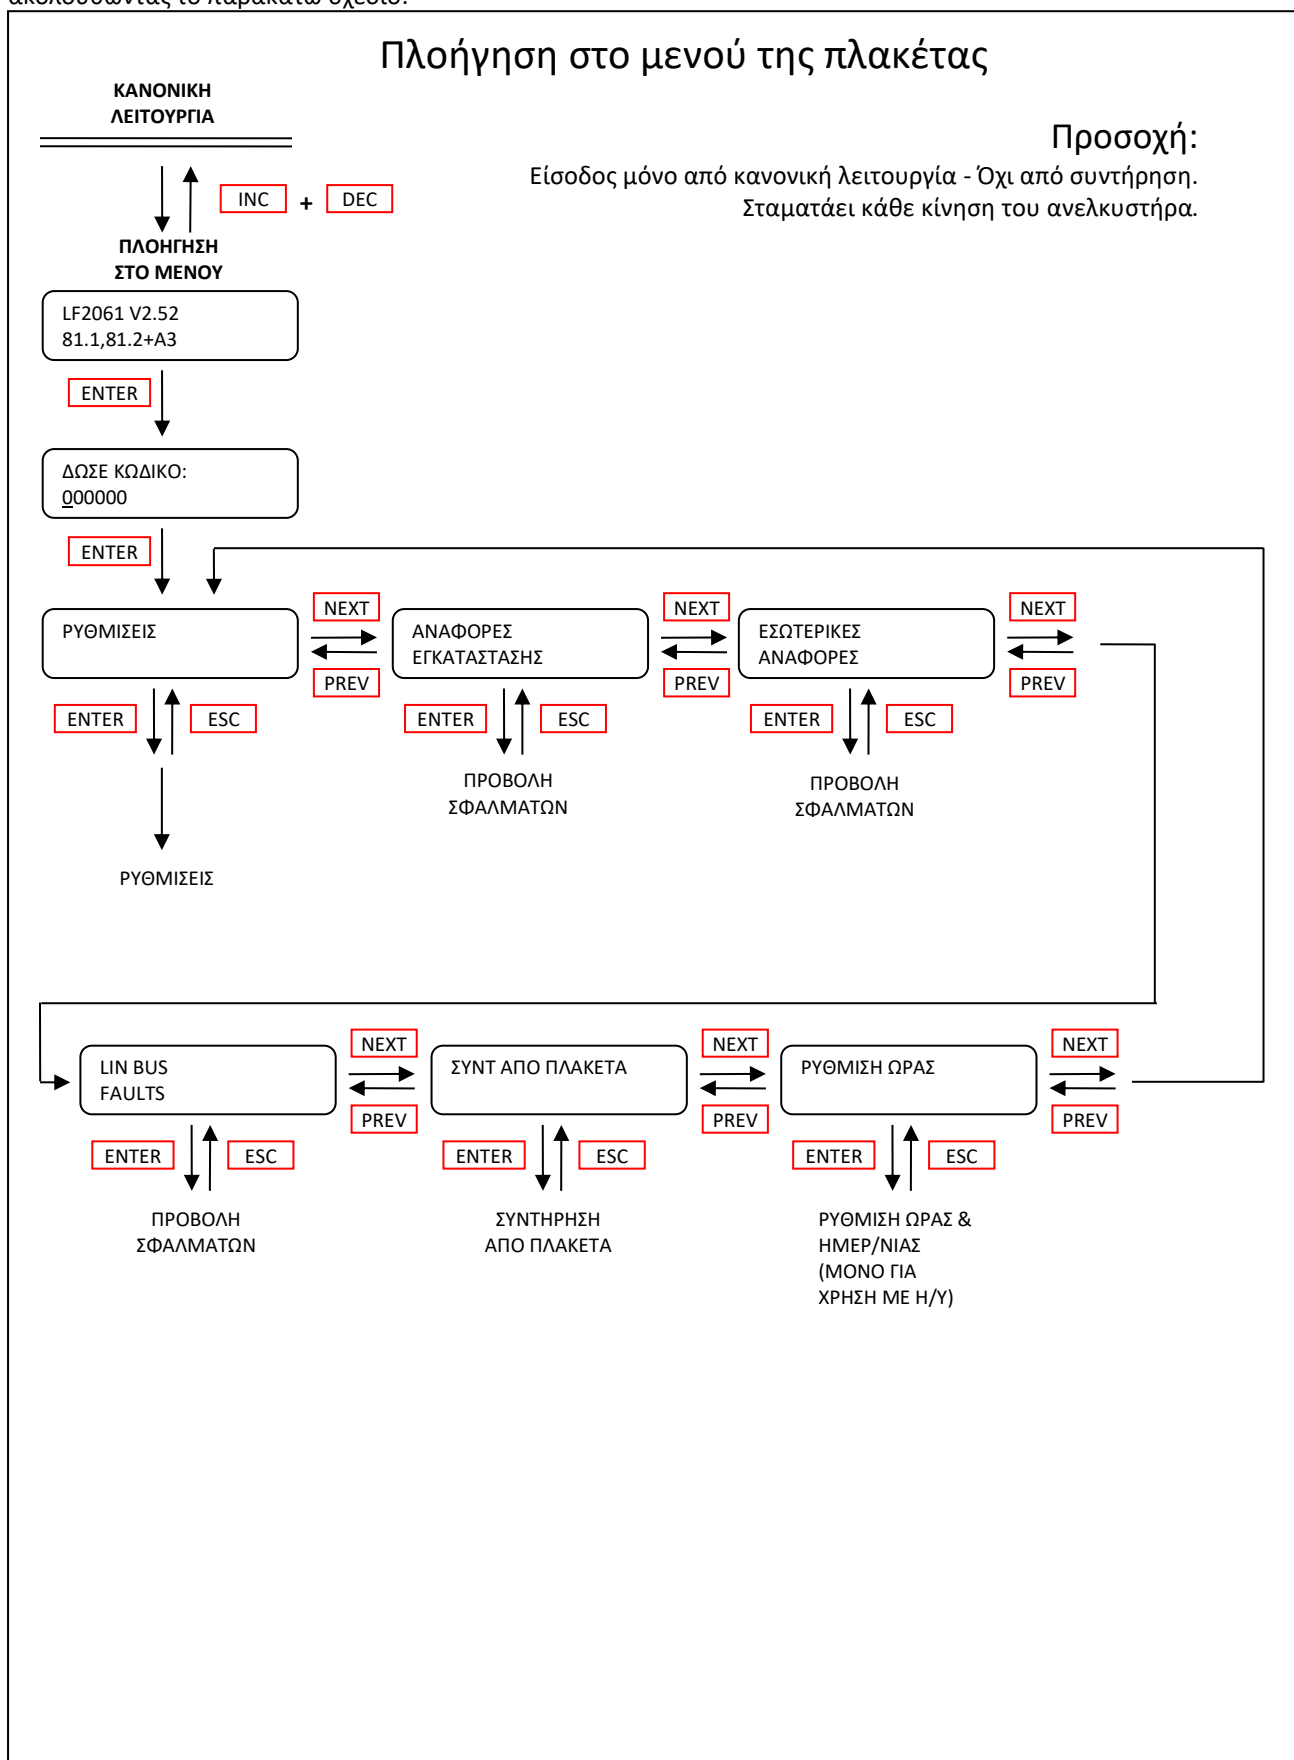 ακολουθώντας το παρακάτω σχέδιο:
Πλοήγηση στο μενού της πλακέτας
ΚΑΝΟΝΙΚΗ
ΛΕΙΤΟΥΡΓΙΑ
Προσοχή:
Είσοδος μόνο από κανονική λειτουργία - Όχι από συντήρηση.
Σταματάει κάθε κίνηση του ανελκυστήρα.
INC + DEC
ΠΛΟΗΓΗΣΗ
ΣΤΟ ΜΕΝΟΥ
LF2061 V2.52
81.1,81.2+A3
ENTER
ΔΩΣΕ ΚΩΔΙΚΟ:
000000
ENTER
NEXT NEXT NEXT
ΡΥΘΜΙΣΕΙΣ
ΑΝΑΦΟΡΕΣ
ΕΓΚΑΤΑΣΤΑΣΗΣ
ΕΣΩΤΕΡΙΚΕΣ
ΑΝΑΦΟΡΕΣ
PREV PREV PREV
ENTER ESC ENTER ESC ENTER ESC
ΠΡΟΒΟΛΗ
ΣΦΑΛΜΑΤΩΝ
ΠΡΟΒΟΛΗ
ΣΦΑΛΜΑΤΩΝ
ΡΥΘΜΙΣΕΙΣ
NEXT NEXT NEXT
LIN BUS
FAULTS
ΣΥΝΤ ΑΠΟ ΠΛΑΚΕΤΑ
ΡΥΘΜΙΣΗ ΩΡΑΣ
PREV PREV PREV
ENTER ESC ENTER ESC ENTER ESC
ΠΡΟΒΟΛΗ
ΣΦΑΛΜΑΤΩΝ
ΣΥΝΤΗΡΗΣΗ
ΑΠΟ ΠΛΑΚΕΤΑ
ΡΥΘΜΙΣΗ ΩΡΑΣ &
ΗΜΕΡ/ΝΙΑΣ
(ΜΟΝΟ ΓΙΑ
ΧΡΗΣΗ ΜΕ Η/Υ)